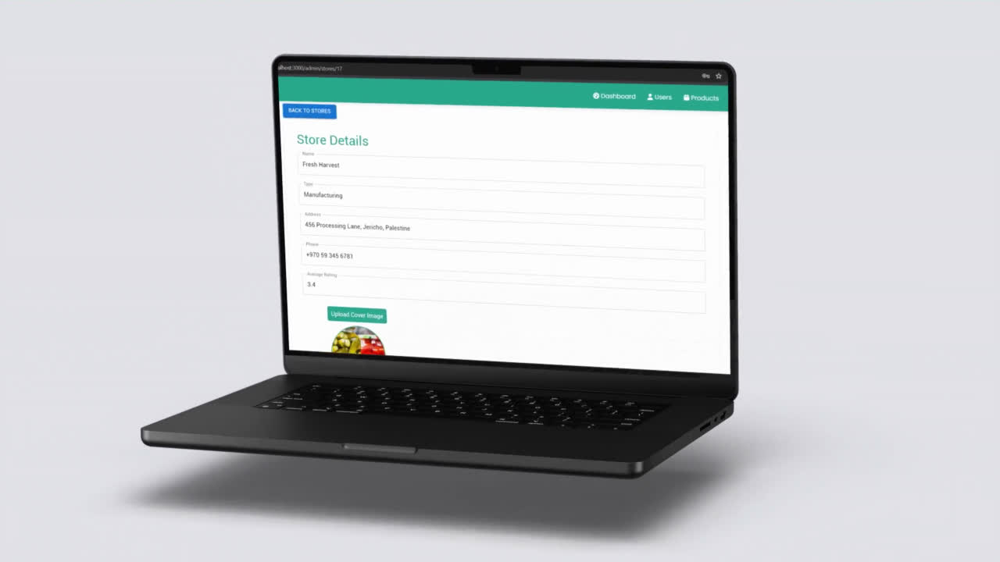 alhost:3000/admin/stores/17
Dashboard Users Products
BACK TO STORES
Store Details
Name
Fresh Harvest
Type
Manufacturing
Address
456 Processing Lane, Jericho, Palestine
Phone
+970 59 345 6781
Average Rating
3.4
Upload Cover Image